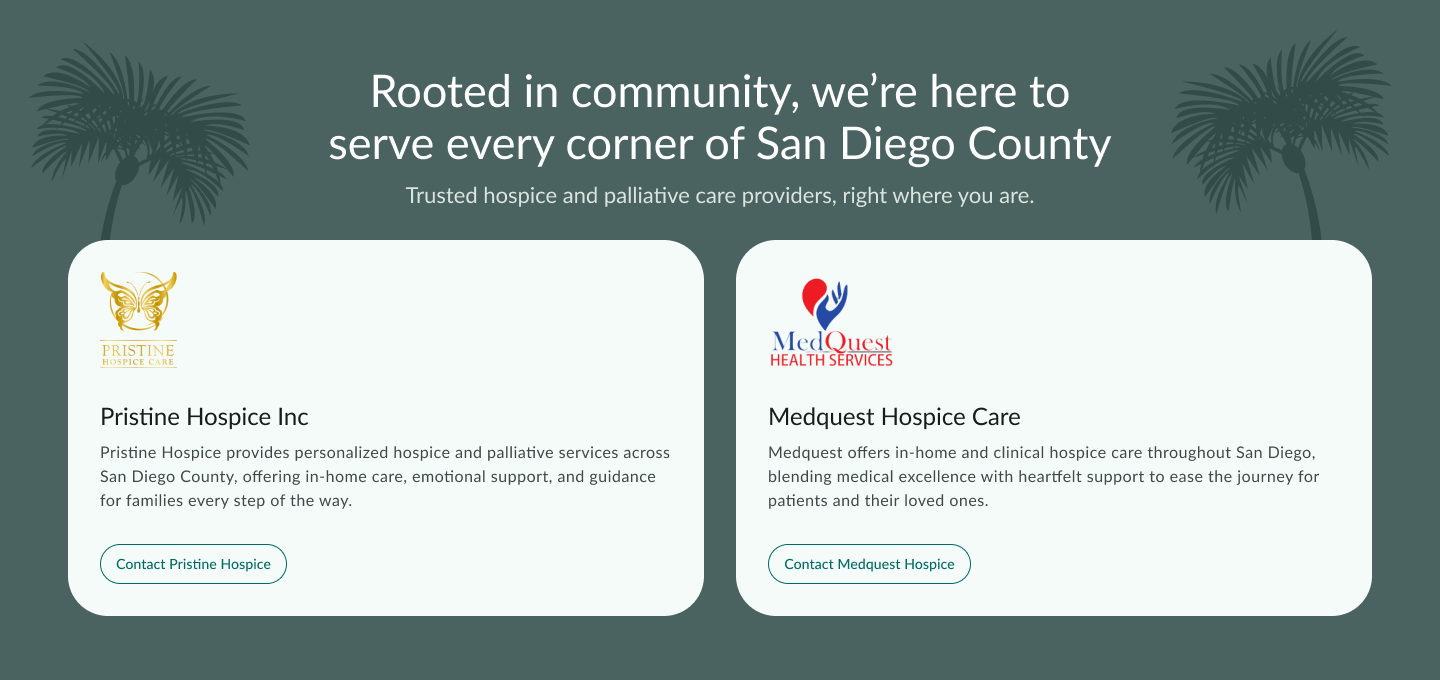 Rooted in community, we’re here to
serve every corner of San Diego County
Trusted hospice and palliative care providers, right where you are.
PRISTINE
HOSPICE CARE
Pristine Hospice Inc
Pristine Hospice provides personalized hospice and palliative services across
San Diego County, offering in-home care, emotional support, and guidance
for families every step of the way.
Contact Pristine Hospice
MedQuest
HEALTH SERVICES
Medquest Hospice Care
Medquest offers in-home and clinical hospice care throughout San Diego,
blending medical excellence with heartfelt support to ease the journey for
patients and their loved ones.
Contact Medquest Hospice